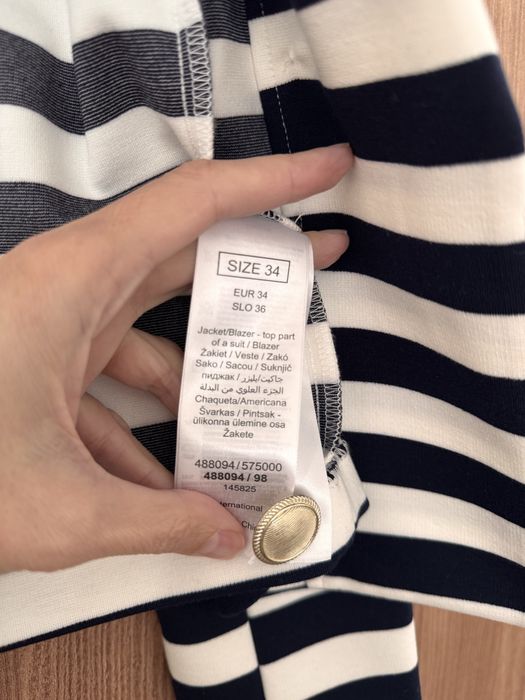 SIZE 34
EUR 34
SLO 36
Jacket/Blazer - top part
of a suit / Blazer
Żakiet / Veste / Zakó
Sako / Sacou / Suknjič
пиджак / جاكيت/بليزر
الجزء العلوي من البدلة
Chaqueta/Americana
Švarkas / Pintsak -
ülikonna ülemine osa
Žakete
488094/575000
488094 / 98
145825